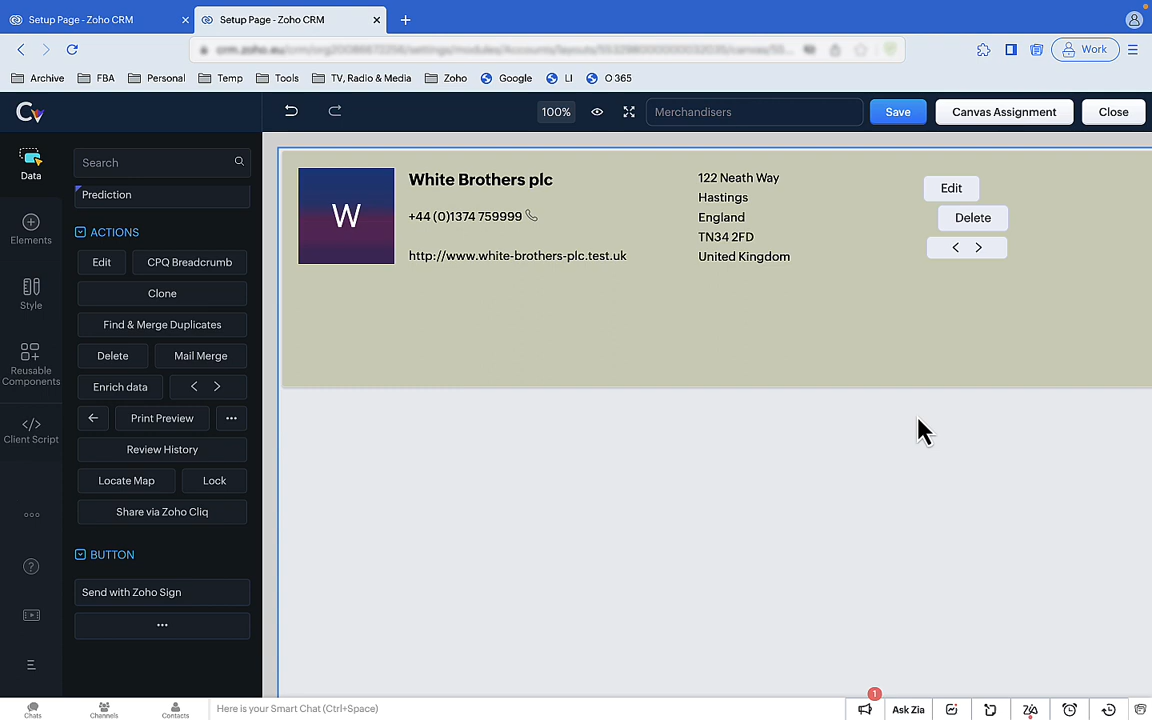 Setup Page - Zoho CRM
Setup Page - Zoho CRM
Work
Archive
FBA
Personal
Temp
Tools
TV, Radio & Media
Zoho
Google
LI
O 365
Cv
100%
Merchandisers
Save
Canvas Assignment
Close
Data
Elements
Style
Reusable
Components
Client Script
Search
Prediction
ACTIONS
Edit
CPQ Breadcrumb
Clone
Find & Merge Duplicates
Delete
Mail Merge
Enrich data
Print Preview
Review History
Locate Map
Lock
Share via Zoho Cliq
BUTTON
Send with Zoho Sign
W
White Brothers plc
+44 (0)1374 759999
http://www.white-brothers-plc.test.uk
122 Neath Way
Hastings
England
TN34 2FD
United Kingdom
Edit
Delete
Chats
Channels
Contacts
Here is your Smart Chat (Ctrl+Space)
1
Ask Zia